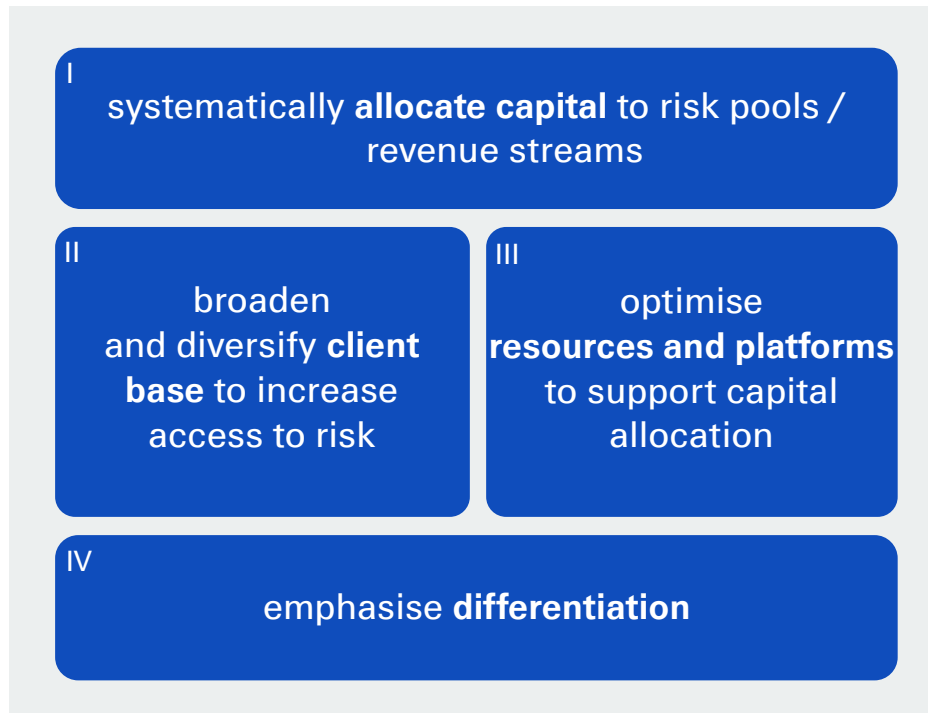 I
systematically allocate capital to risk pools /
revenue streams
II
broaden
and diversify client
base to increase
access to risk
III
optimise
resources and platforms
to support capital
allocation
IV
emphasise differentiation